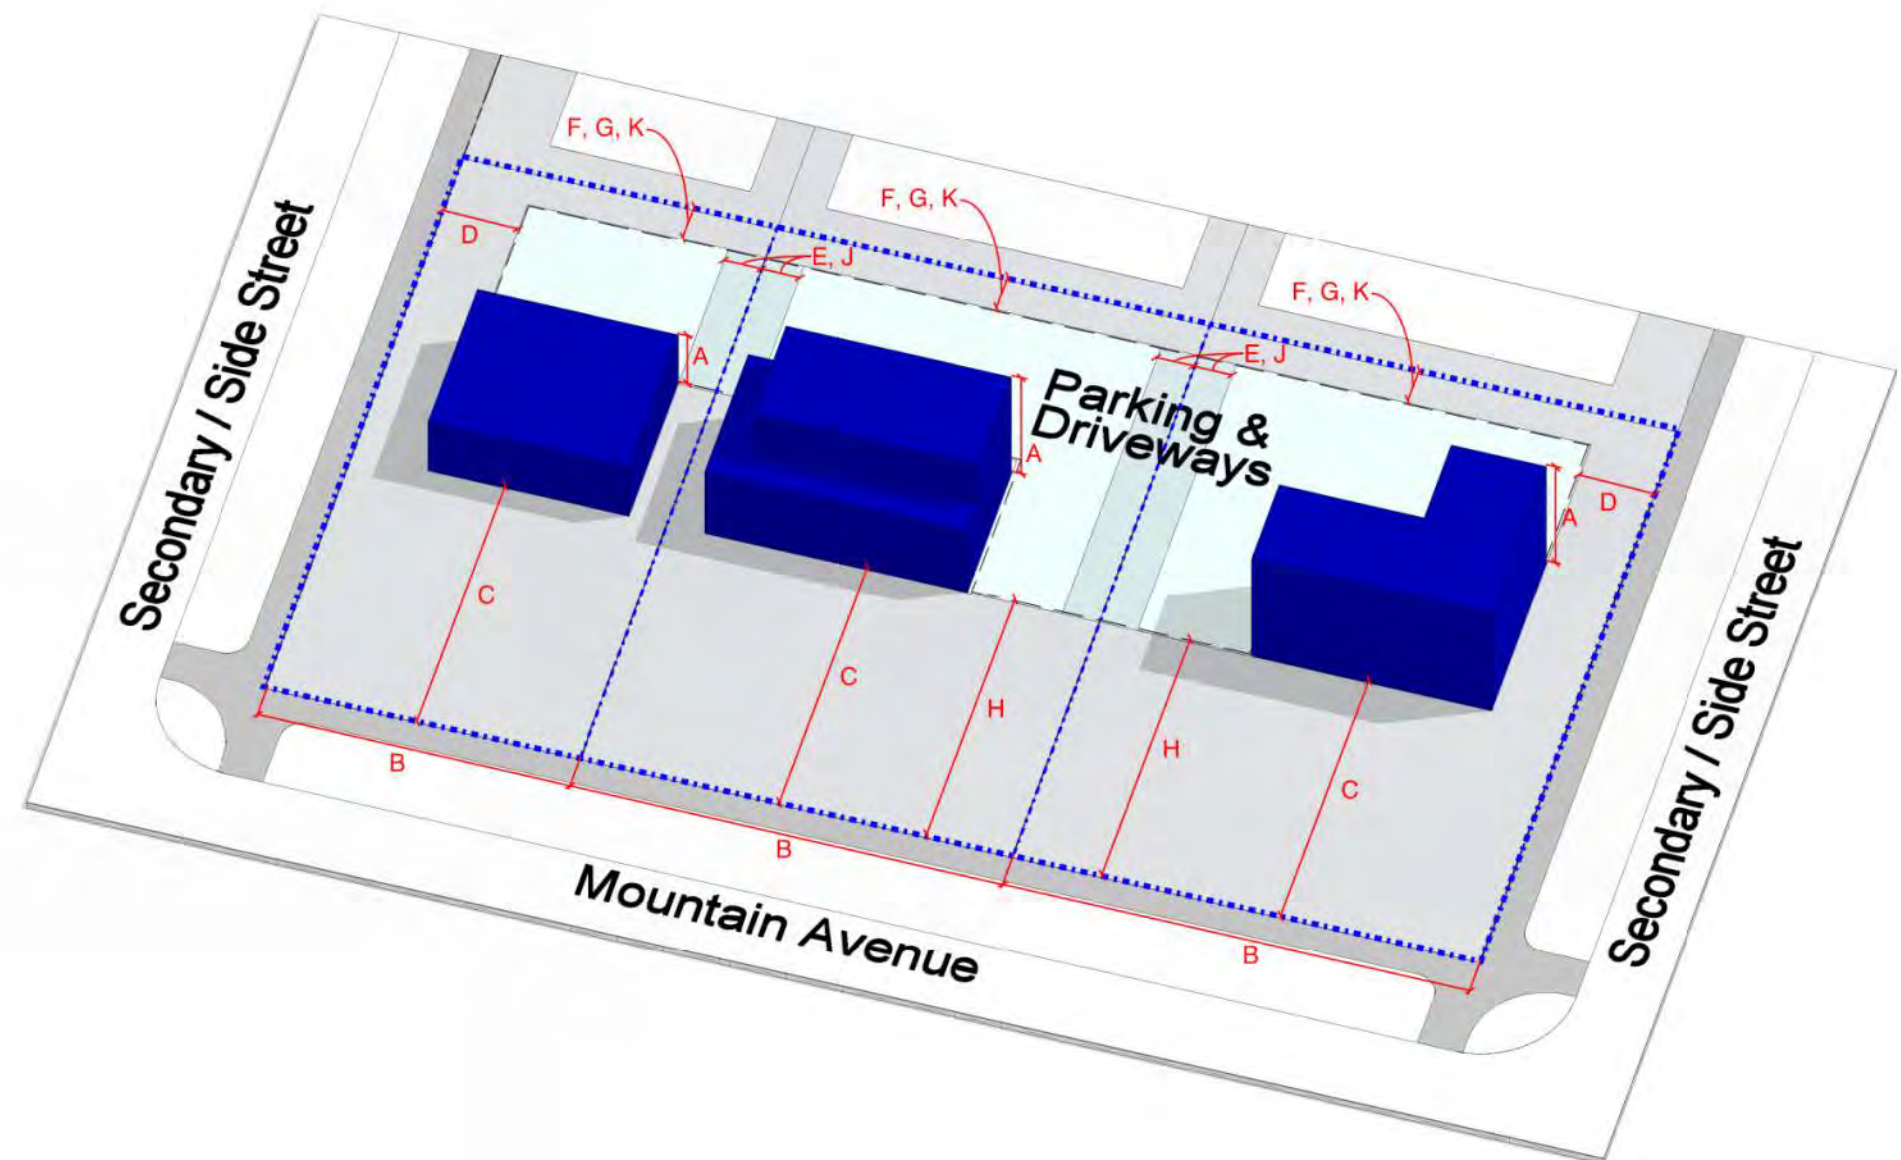 F, G, K
F, G, K
D
E, J
F, G, K
A
E, J
Parking &
Driveways
A
D
A
Secondary / Side Street
Secondary / Side Street
C
C
H
H
C
B
B
B
Mountain Avenue